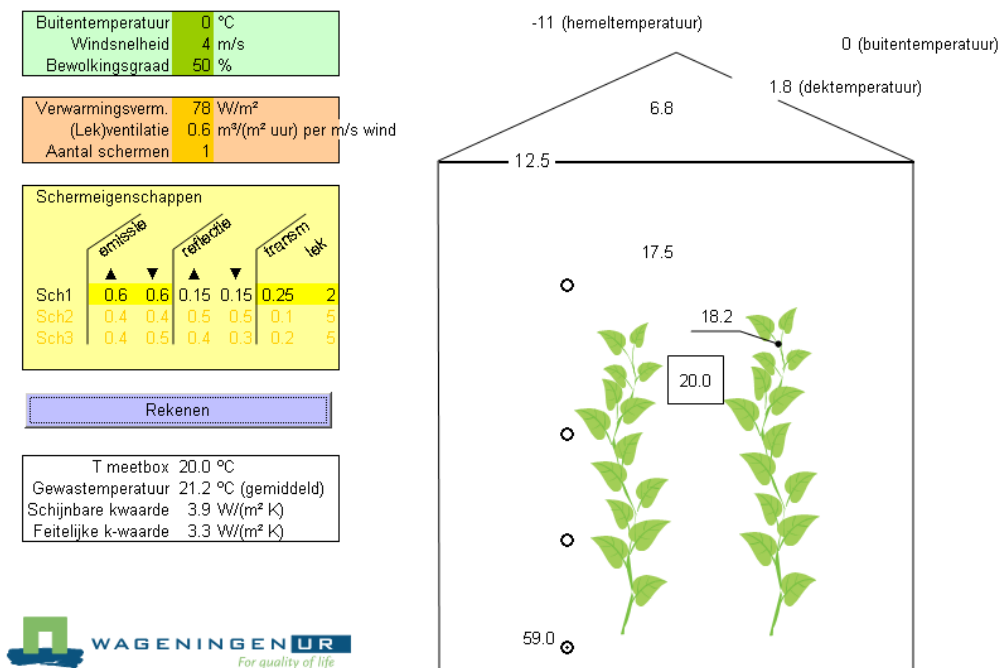 Buitentemperatuur 0 °C
Windsnelheid 4 m/s
Bewolkingsgraad 50 %
Verwarmingsverm. 78 W/m²
(Lek)ventilatie 0.6 m³/(m² uur) per m/s wind
Aantal schermen 1
Schermeigenschappen
emissie reflectie transm lek
▲ ▼ ▲ ▼
Sch1 0.6 0.6 0.15 0.15 0.25 2
Sch2 0.4 0.4 0.5 0.5 0.1 5
Sch3 0.4 0.5 0.4 0.3 0.2 5
Rekenen
T meetbox 20.0 °C
Gewastemperatuur 21.2 °C (gemiddeld)
Schijnbare kwaarde 3.9 W/(m² K)
Feitelijke k-waarde 3.3 W/(m² K)
WAGENINGEN UR
For quality of life
-11 (hemeltemperatuur)
0 (buitentemperatuur)
1.8 (dektemperatuur)
6.8
12.5
17.5
18.2
20.0
59.0